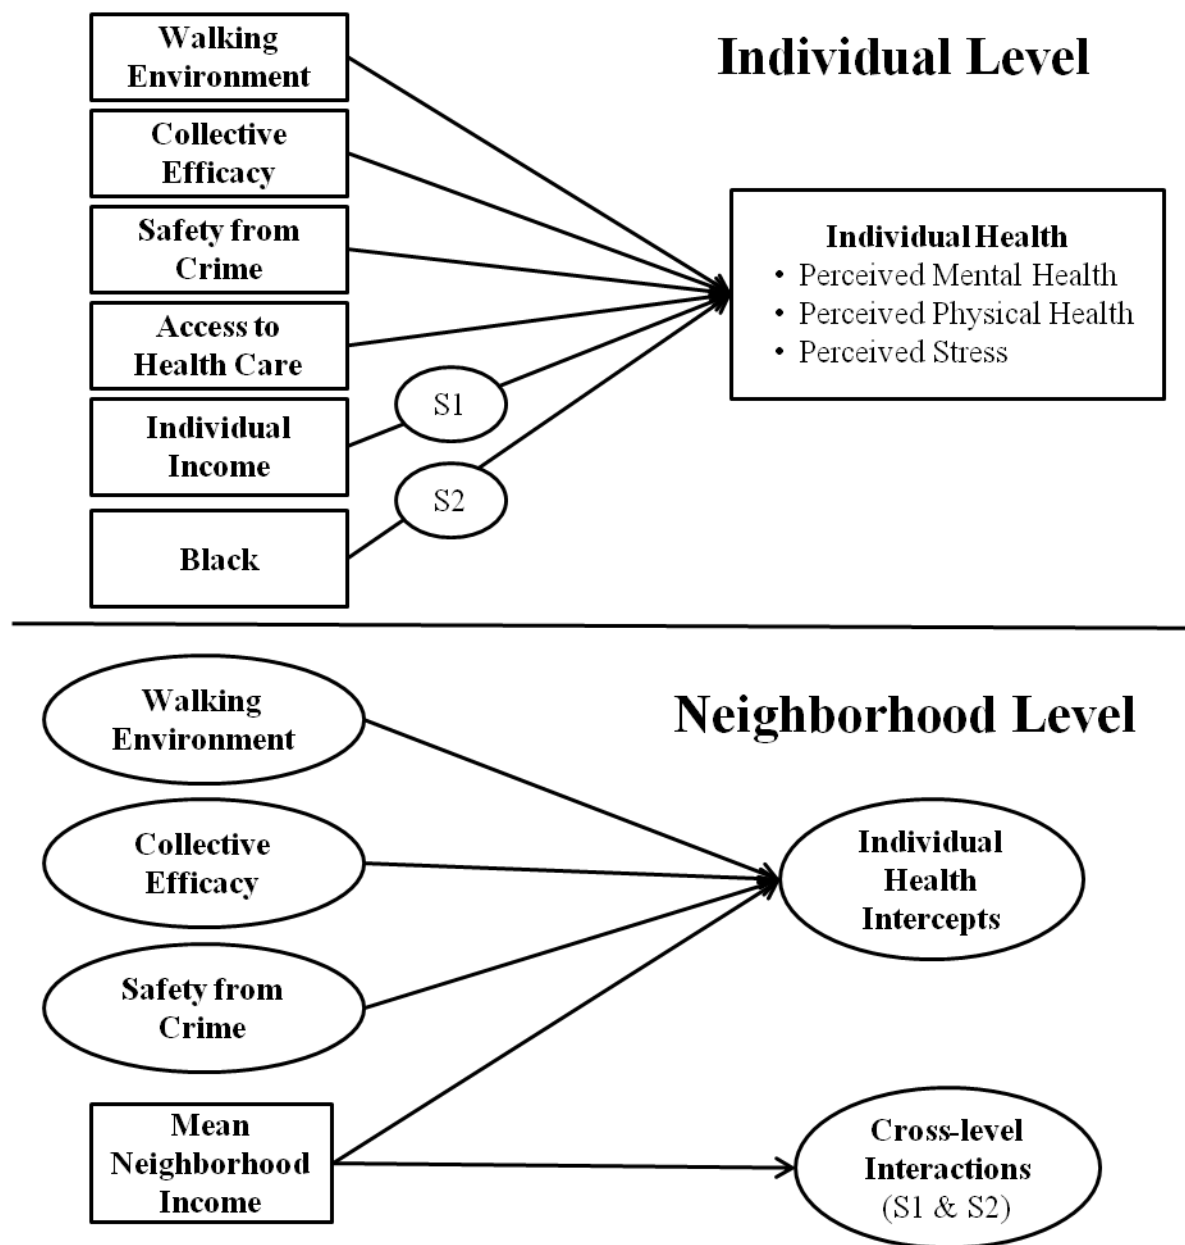 Individual Level
Walking
Environment
Collective
Efficacy
Safety from
Crime
Access to
Health Care
Individual
Income
Black
S1
S2
Individual Health
• Perceived Mental Health
• Perceived Physical Health
• Perceived Stress
Neighborhood Level
Walking
Environment
Collective
Efficacy
Safety from
Crime
Mean
Neighborhood
Income
Individual
Health
Intercepts
Cross-level
Interactions
(S1 & S2)